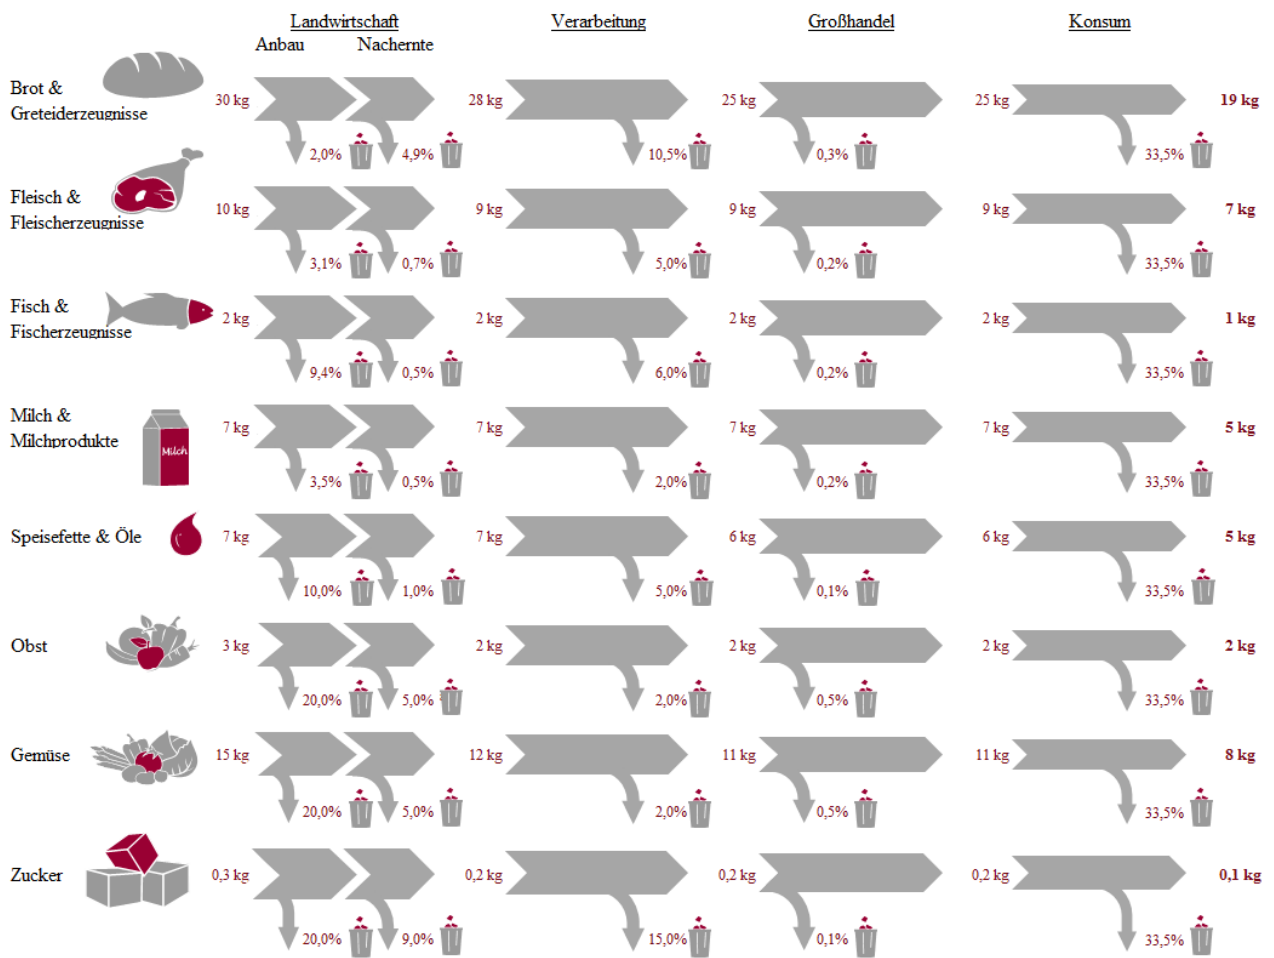 Landwirtschaft Verarbeitung Großhandel Konsum
Anbau Nachernte
Brot &
Greteiderzeugnisse
30 kg 28 kg 25 kg 25 kg 19 kg
2,0% 4,9% 10,5% 0,3% 33,5%
Fleisch &
Fleischerzeugnisse
10 kg 9 kg 9 kg 9 kg 7 kg
3,1% 0,7% 5,0% 0,2% 33,5%
Fisch &
Fischerzeugnisse
2 kg 2 kg 2 kg 2 kg 1 kg
9,4% 0,5% 6,0% 0,2% 33,5%
Milch &
Milchprodukte
Milch
7 kg 7 kg 7 kg 7 kg 5 kg
3,5% 0,5% 2,0% 0,2% 33,5%
Speisefette & Öle 7 kg 7 kg 6 kg 6 kg 5 kg
10,0% 1,0% 5,0% 0,1% 33,5%
Obst 3 kg 2 kg 2 kg 2 kg 2 kg
20,0% 5,0% 2,0% 0,5% 33,5%
Gemüse 15 kg 12 kg 11 kg 11 kg 8 kg
20,0% 5,0% 2,0% 0,5% 33,5%
Zucker 0,3 kg 0,2 kg 0,2 kg 0,2 kg 0,1 kg
20,0% 9,0% 15,0% 0,1% 33,5%